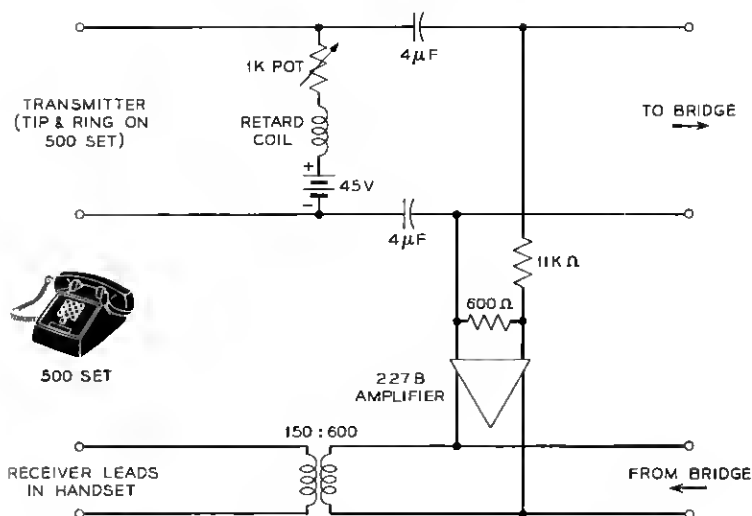 4μF
1K POT
TRANSMITTER
(TIP & RING ON
500 SET)
RETARD
COIL
TO BRIDGE
+
45V
–
4μF
11K Ω
600 Ω
500 SET
227B
AMPLIFIER
150 : 600
RECEIVER LEADS
IN HANDSET
FROM BRIDGE